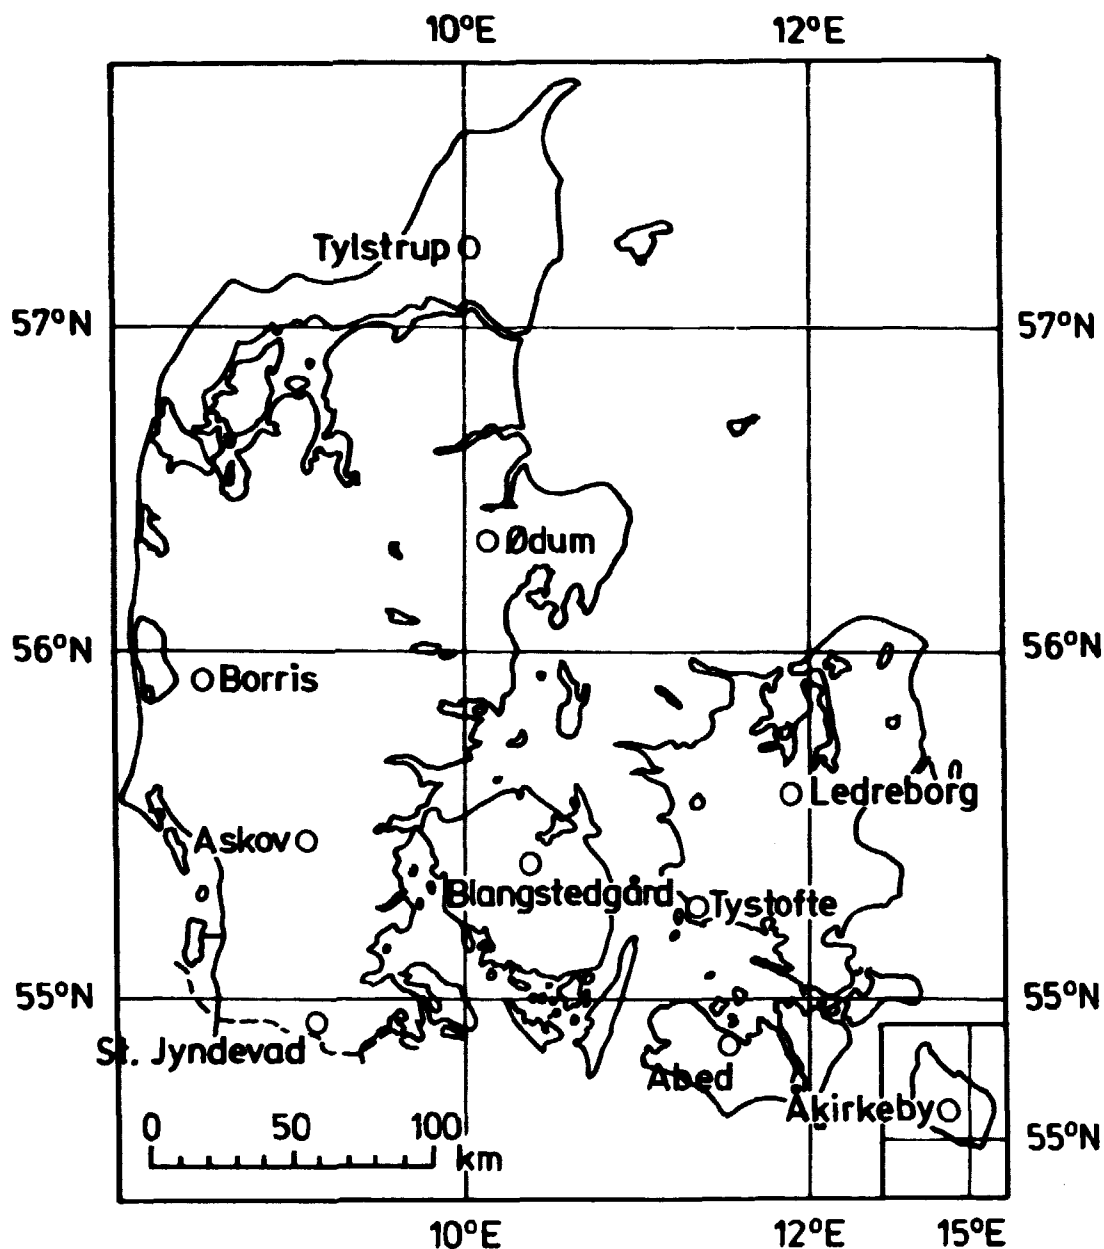 10°E 12°E
Tylstrup
57°N 57°N
Ødum
56°N 56°N
Borris
Ledreborg
Askov
Blangstedgård
Tystofte
55°N 55°N
St. Jyndevad
Abed
Åkirkeby
0 50 100
km
55°N
10°E 12°E 15°E